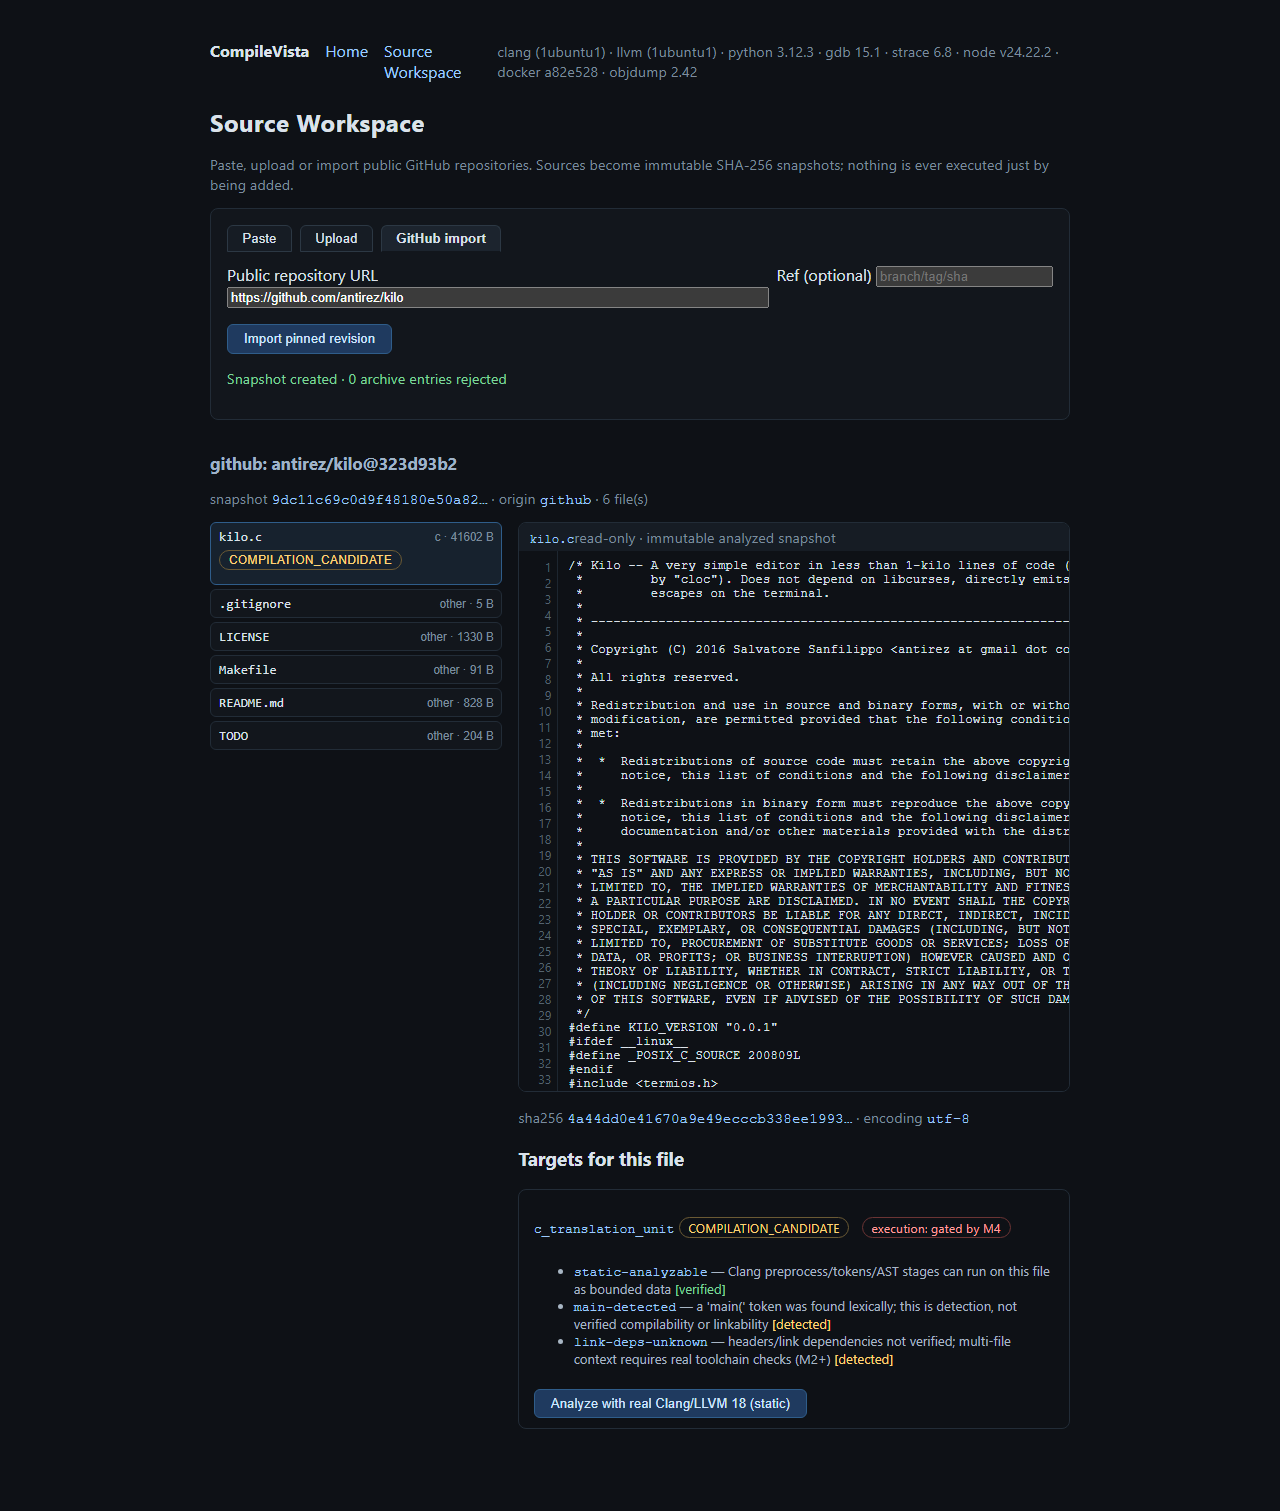 CompileVista Home Source Workspace
clang (1ubuntu1) · llvm (1ubuntu1) · python 3.12.3 · gdb 15.1 · strace 6.8 · node v24.22.2 ·
docker a82e528 · objdump 2.42
Source Workspace
Paste, upload or import public GitHub repositories. Sources become immutable SHA-256 snapshots; nothing is ever executed just by
being added.
Paste Upload GitHub import
Public repository URL
https://github.com/antirez/kilo
Ref (optional) branch/tag/sha
Import pinned revision
Snapshot created · 0 archive entries rejected
github: antirez/kilo@323d93b2
snapshot 9dc11c69c0d9f48180e50a82… · origin github · 6 file(s)
kilo.c c · 41602 B
COMPILATION_CANDIDATE
.gitignore other · 5 B
LICENSE other · 1330 B
Makefile other · 91 B
README.md other · 828 B
TODO other · 204 B
kilo.cread-only · immutable analyzed snapshot
1
2
3
4
5
6
7
8
9
10
11
12
13
14
15
16
17
18
19
20
21
22
23
24
25
26
27
28
29
30
31
32
33
/* Kilo -- A very simple editor in less than 1-kilo lines of code (
 *         by "cloc"). Does not depend on libcurses, directly emits
 *         escapes on the terminal.
 *
 * ----------------------------------------------------------------
 *
 * Copyright (C) 2016 Salvatore Sanfilippo <antirez at gmail dot co
 *
 * All rights reserved.
 *
 * Redistribution and use in source and binary forms, with or witho
 * modification, are permitted provided that the following conditio
 * met:
 *
 *  *  Redistributions of source code must retain the above copyrig
 *     notice, this list of conditions and the following disclaimer
 *
 *  *  Redistributions in binary form must reproduce the above copy
 *     notice, this list of conditions and the following disclaimer
 *     documentation and/or other materials provided with the distr
 *
 * THIS SOFTWARE IS PROVIDED BY THE COPYRIGHT HOLDERS AND CONTRIBUT
 * "AS IS" AND ANY EXPRESS OR IMPLIED WARRANTIES, INCLUDING, BUT NO
 * LIMITED TO, THE IMPLIED WARRANTIES OF MERCHANTABILITY AND FITNES
 * A PARTICULAR PURPOSE ARE DISCLAIMED. IN NO EVENT SHALL THE COPYR
 * HOLDER OR CONTRIBUTORS BE LIABLE FOR ANY DIRECT, INDIRECT, INCID
 * SPECIAL, EXEMPLARY, OR CONSEQUENTIAL DAMAGES (INCLUDING, BUT NOT
 * LIMITED TO, PROCUREMENT OF SUBSTITUTE GOODS OR SERVICES; LOSS OF
 * DATA, OR PROFITS; OR BUSINESS INTERRUPTION) HOWEVER CAUSED AND O
 * THEORY OF LIABILITY, WHETHER IN CONTRACT, STRICT LIABILITY, OR T
 * (INCLUDING NEGLIGENCE OR OTHERWISE) ARISING IN ANY WAY OUT OF TH
 * OF THIS SOFTWARE, EVEN IF ADVISED OF THE POSSIBILITY OF SUCH DAM
 */
#define KILO_VERSION "0.0.1"
#ifdef __linux__
#define _POSIX_C_SOURCE 200809L
#endif
#include <termios.h>
sha256 4a44dd0e41670a9e49ecccb338ee1993… · encoding utf-8
Targets for this file
c_translation_unit COMPILATION_CANDIDATE execution: gated by M4
• static-analyzable — Clang preprocess/tokens/AST stages can run on this file
as bounded data [verified]
• main-detected — a 'main(' token was found lexically; this is detection, not
verified compilability or linkability [detected]
• link-deps-unknown — headers/link dependencies not verified; multi-file
context requires real toolchain checks (M2+) [detected]
Analyze with real Clang/LLVM 18 (static)